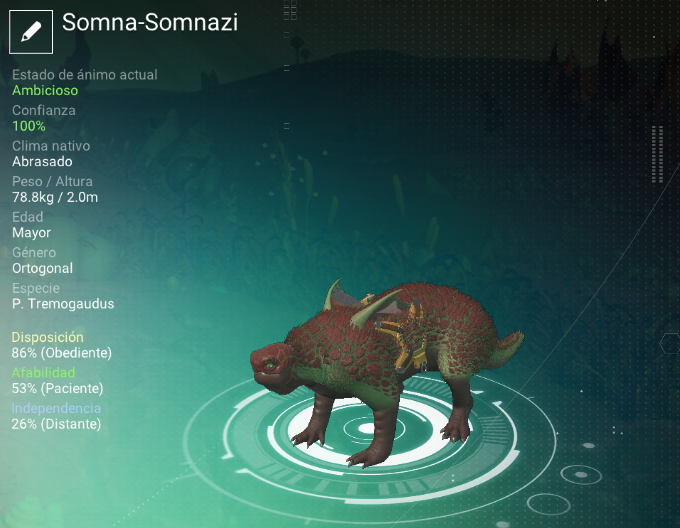 Somna-Somnazi
Estado de ánimo actual
Ambicioso
Confianza
100%
Clima nativo
Abrasado
Peso / Altura
78.8kg / 2.0m
Edad
Mayor
Género
Ortogonal
Especie
P. Tremogaudus
Disposición
86% (Obediente)
Afabilidad
53% (Paciente)
Independencia
26% (Distante)